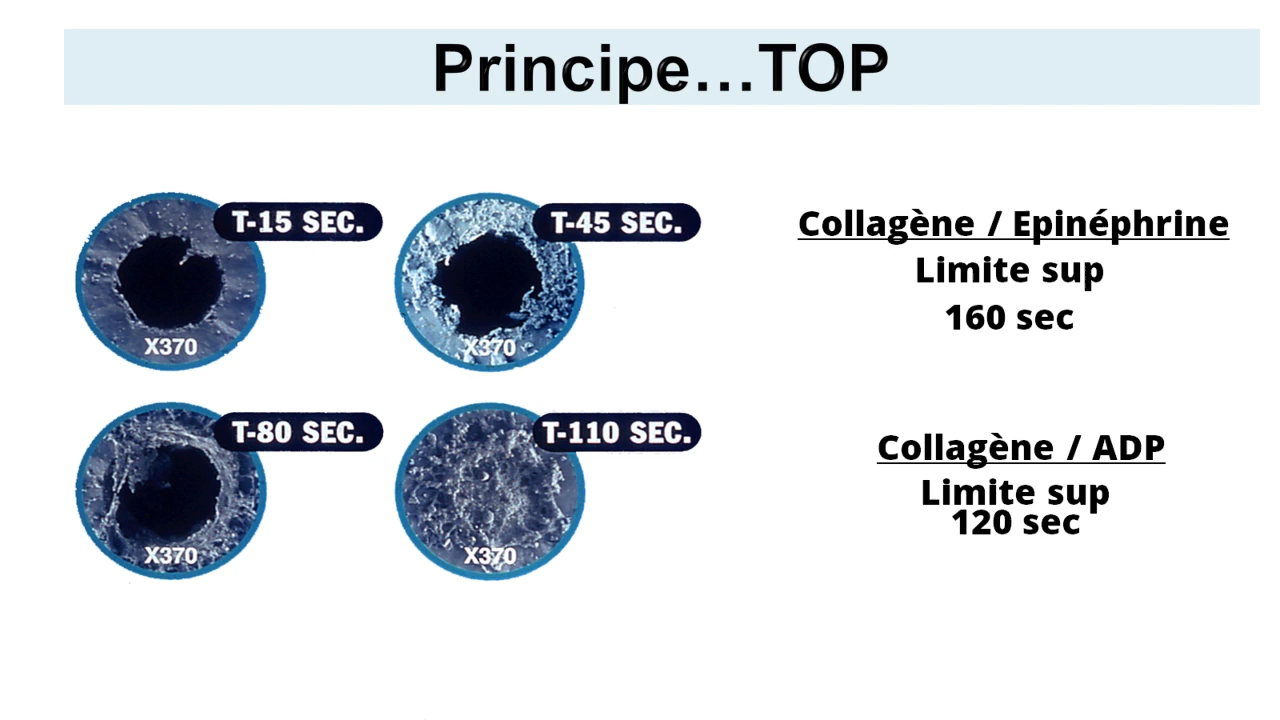 Principe...TOP
T-15 SEC.
X370
T-45 SEC.
X370
T-80 SEC.
X370
T-110 SEC.
X370
Collagène / Epinéphrine
Limite sup
160 sec
Collagène / ADP
Limite sup
120 sec